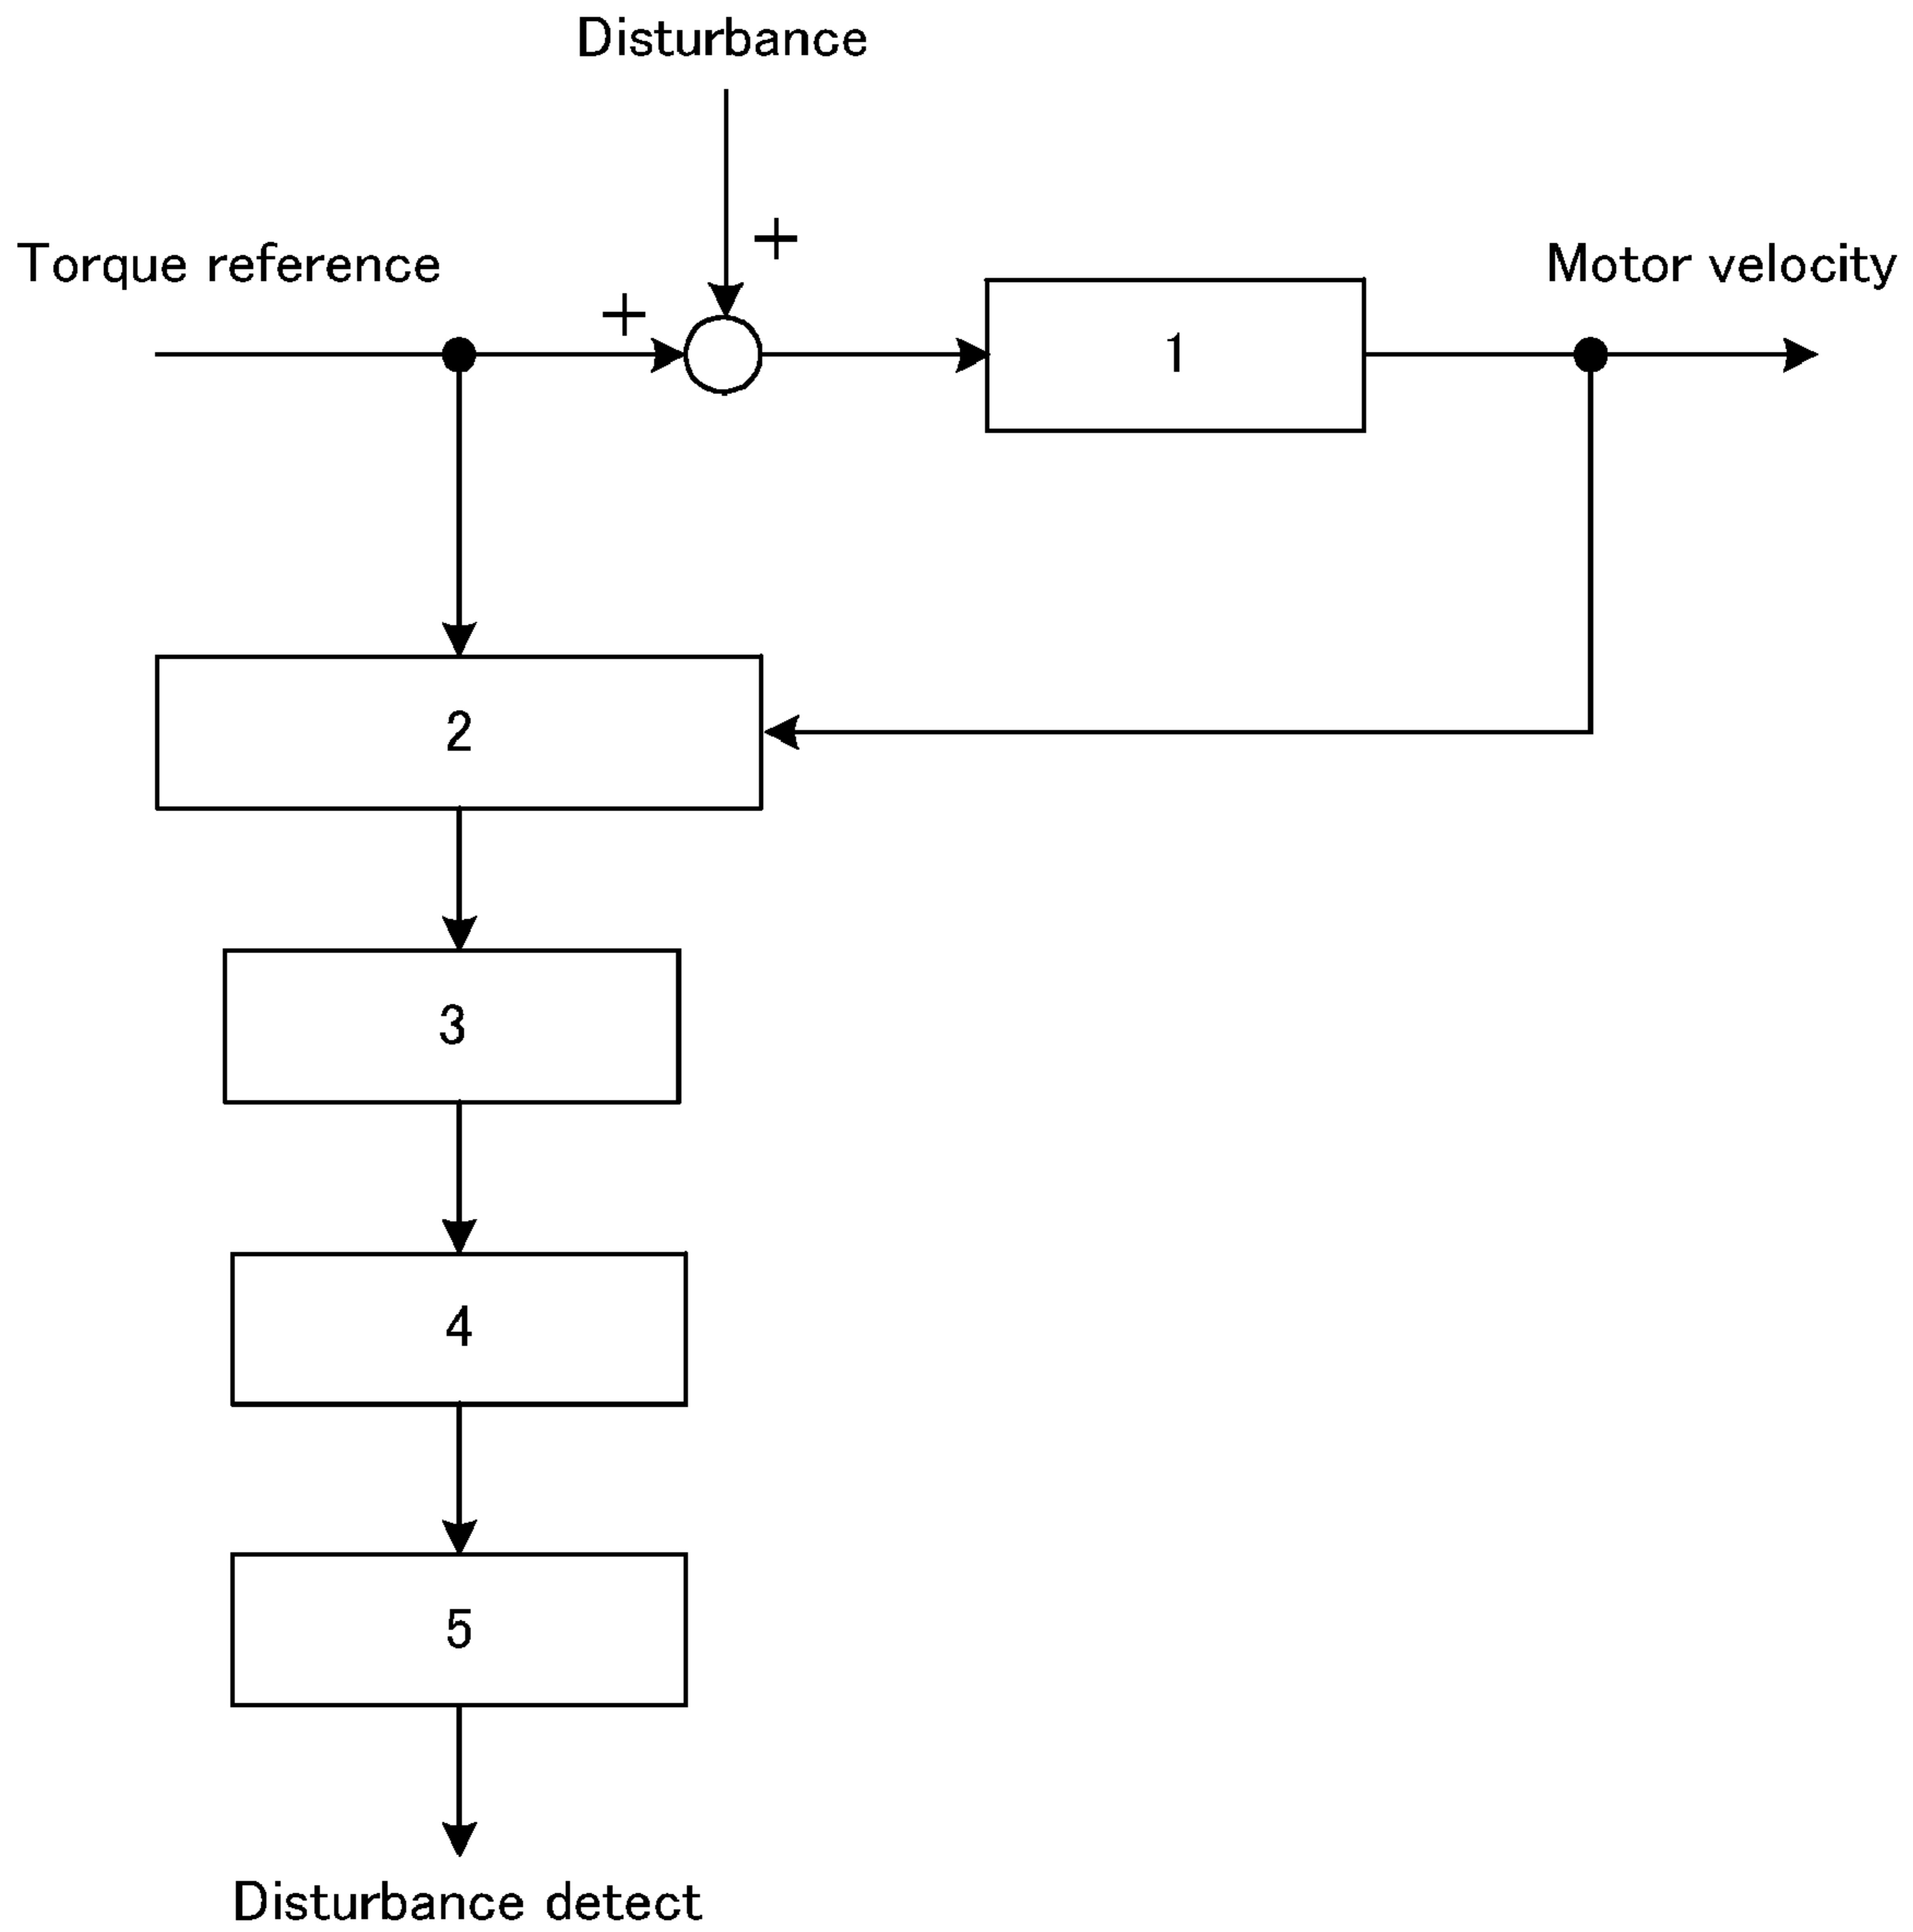 Disturbance
+
Torque reference
+
1
Motor velocity
2
3
4
5
Disturbance detect